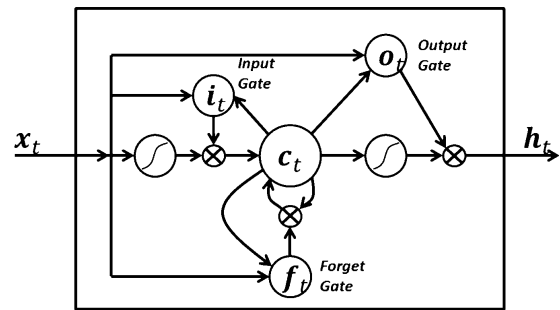 Input
Gate
Output
Gate
o_t
i_t
x_t
c_t
h_t
f_t
Forget
Gate